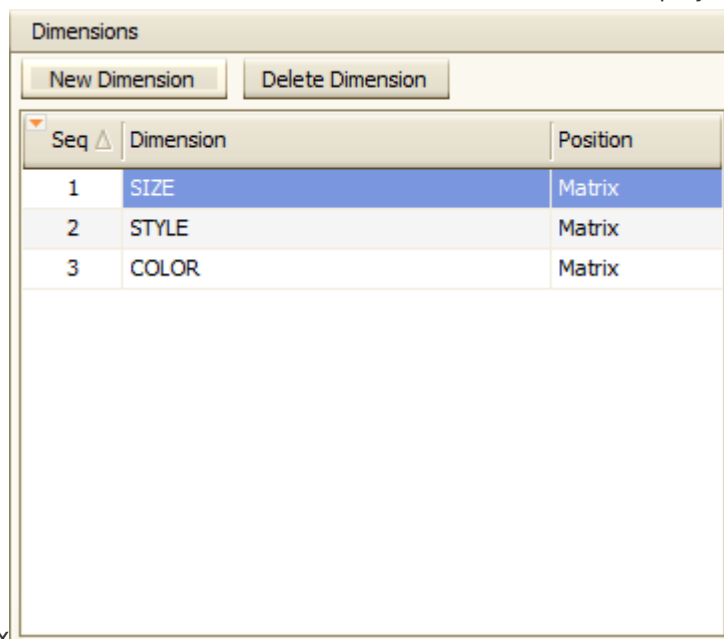 Dimensions
New Dimension Delete Dimension
Seq Dimension Position
1 SIZE Matrix
2 STYLE Matrix
3 COLOR Matrix